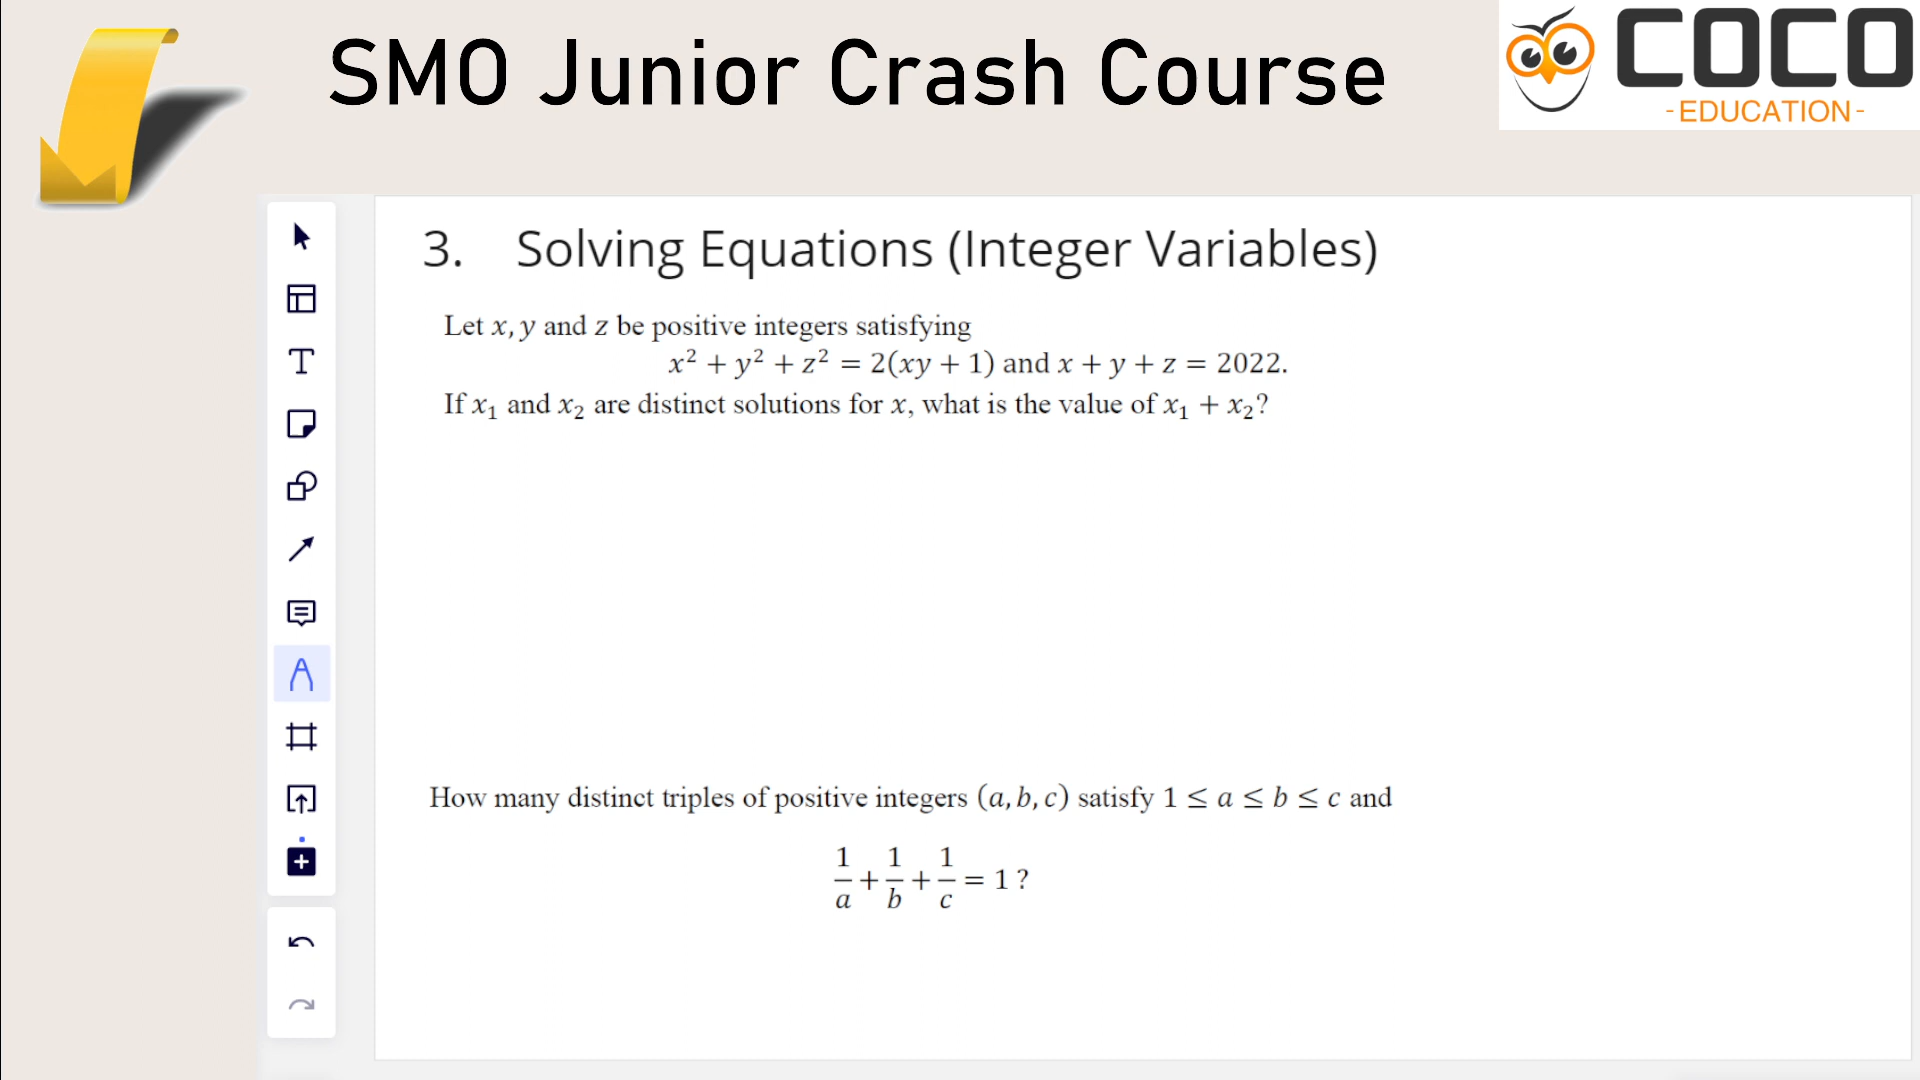 SMO Junior Crash Course
COCO
-EDUCATION-
3. Solving Equations (Integer Variables)
Let x, y and z be positive integers satisfying
x² + y² + z² = 2(xy + 1) and x + y + z = 2022.
If x₁ and x₂ are distinct solutions for x, what is the value of x₁ + x₂?
How many distinct triples of positive integers (a, b, c) satisfy 1 ≤ a ≤ b ≤ c and
1/a + 1/b + 1/c = 1 ?